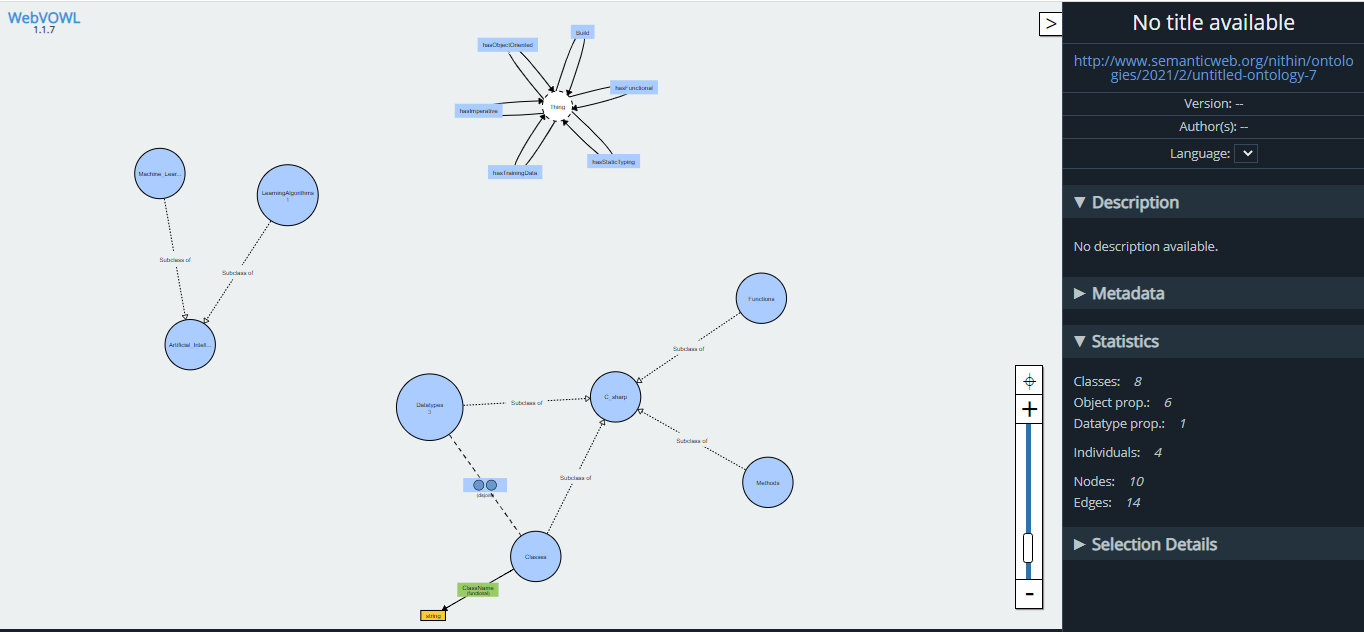 WebVOWL
1.1.7
Build
hasObjectOriented
hasFunctional
Thing
hasImperative
hasStaticTyping
hasTrainingData
Machine_Lear...
LearningAlgorithms
1
Subclass of
Subclass of
Artificial_Intell...
Functions
Subclass of
Datatypes
3
Subclass of
C_sharp
Subclass of
Subclass of
(disjoint)
Classes
ClassName
(functional)
string
>
+
-
No title available
http://www.semanticweb.org/nithin/ontolo
gies/2021/2/untitled-ontology-7
Version: --
Author(s): --
Language:
Description
No description available.
Metadata
Statistics
Classes: 8
Object prop.: 6
Datatype prop.: 1
Individuals: 4
Nodes: 10
Edges: 14
Selection Details